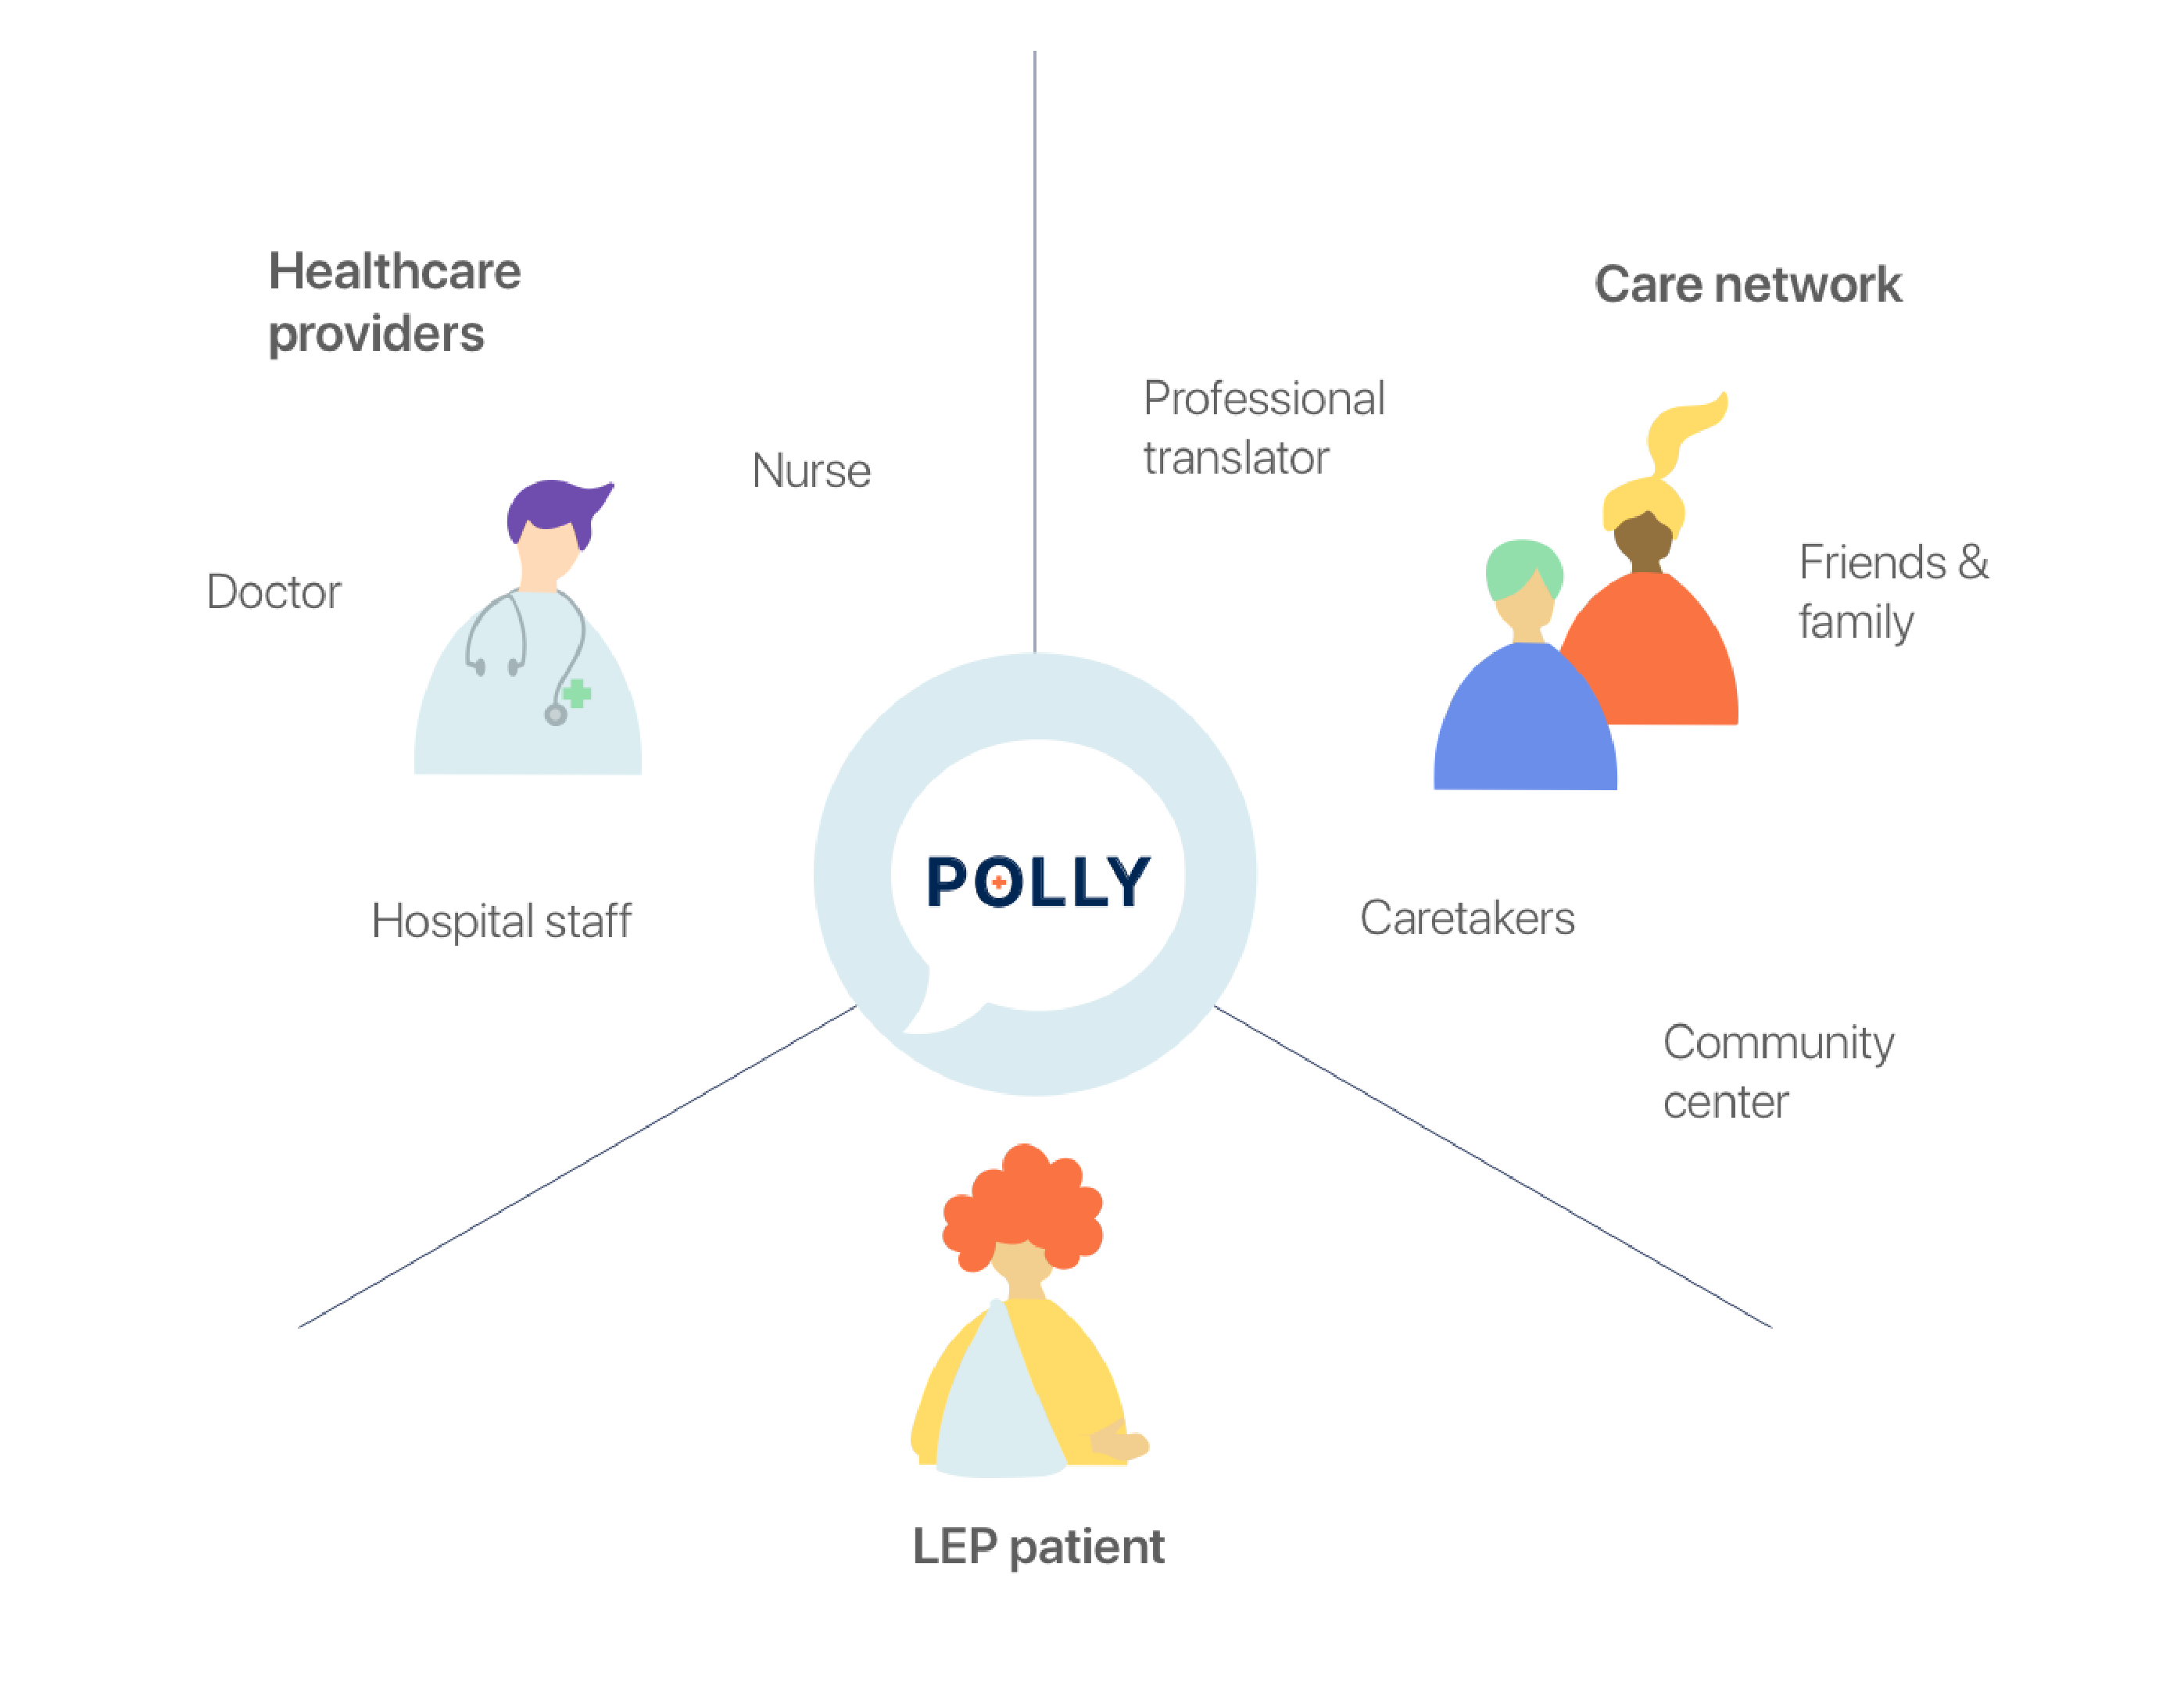 Healthcare
providers
Nurse
Doctor
Hospital staff
Care network
Professional
translator
Friends &
family
Caretakers
Community
center
POLLY
LEP patient